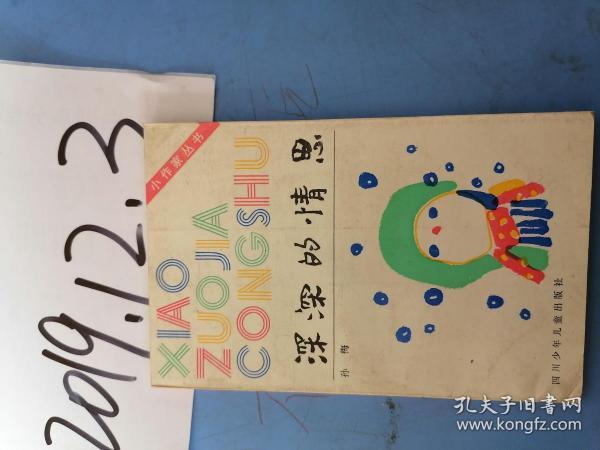 2019.12.3
小作家丛书
XIAO
ZUOJIA
CONGSHU
深深的情思
孙梅
四川少年儿童出版社
孔夫子旧书网
www.kongfz.com